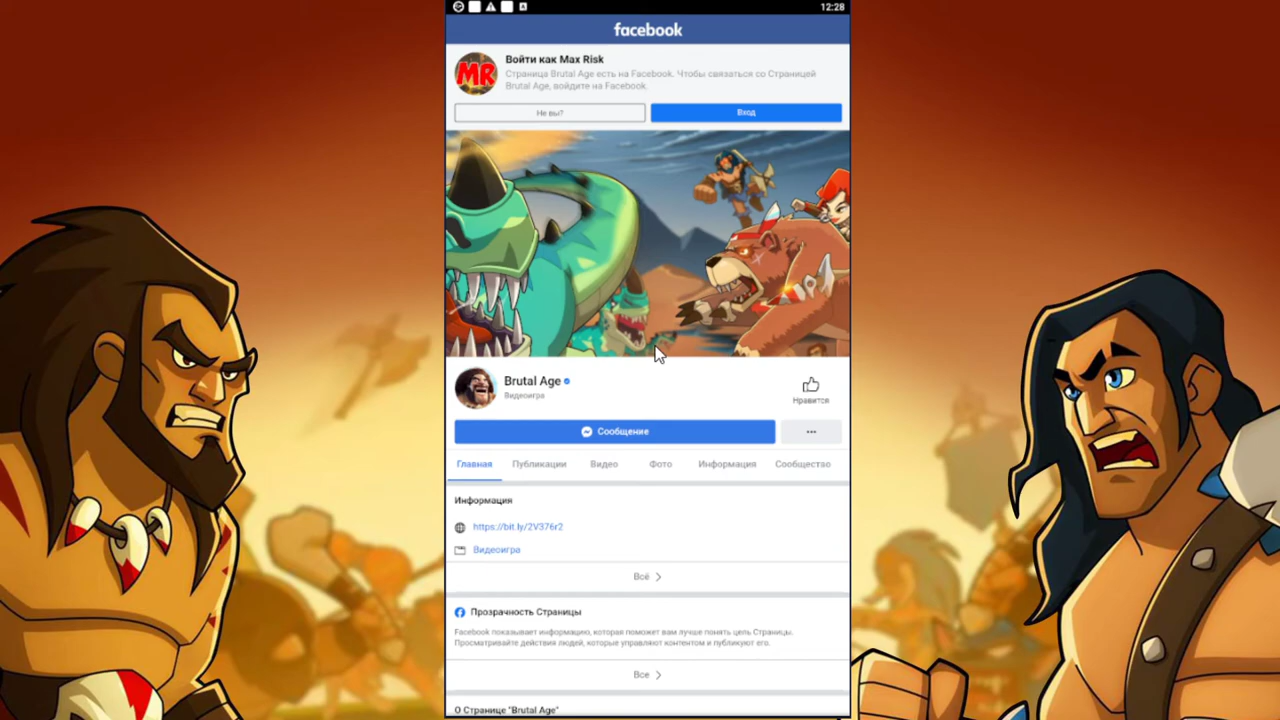 12:28
facebook
Войти как Max Risk
MR
Страница Brutal Age есть на Facebook. Чтобы связаться со Страницей
Brutal Age, войдите на Facebook.
Не вы?
Вход
Brutal Age
Видеоигра
Нравится
Сообщение
Главная Публикации Видео Фото Информация Сообщество
Информация
https://bit.ly/2V376r2
Видеоигра
Всё
Прозрачность Страницы
Facebook показывает информацию, которая поможет вам лучше понять цель Страницы.
Просматривайте действия людей, которые управляют контентом и публикуют его.
Все
О Странице "Brutal Age"